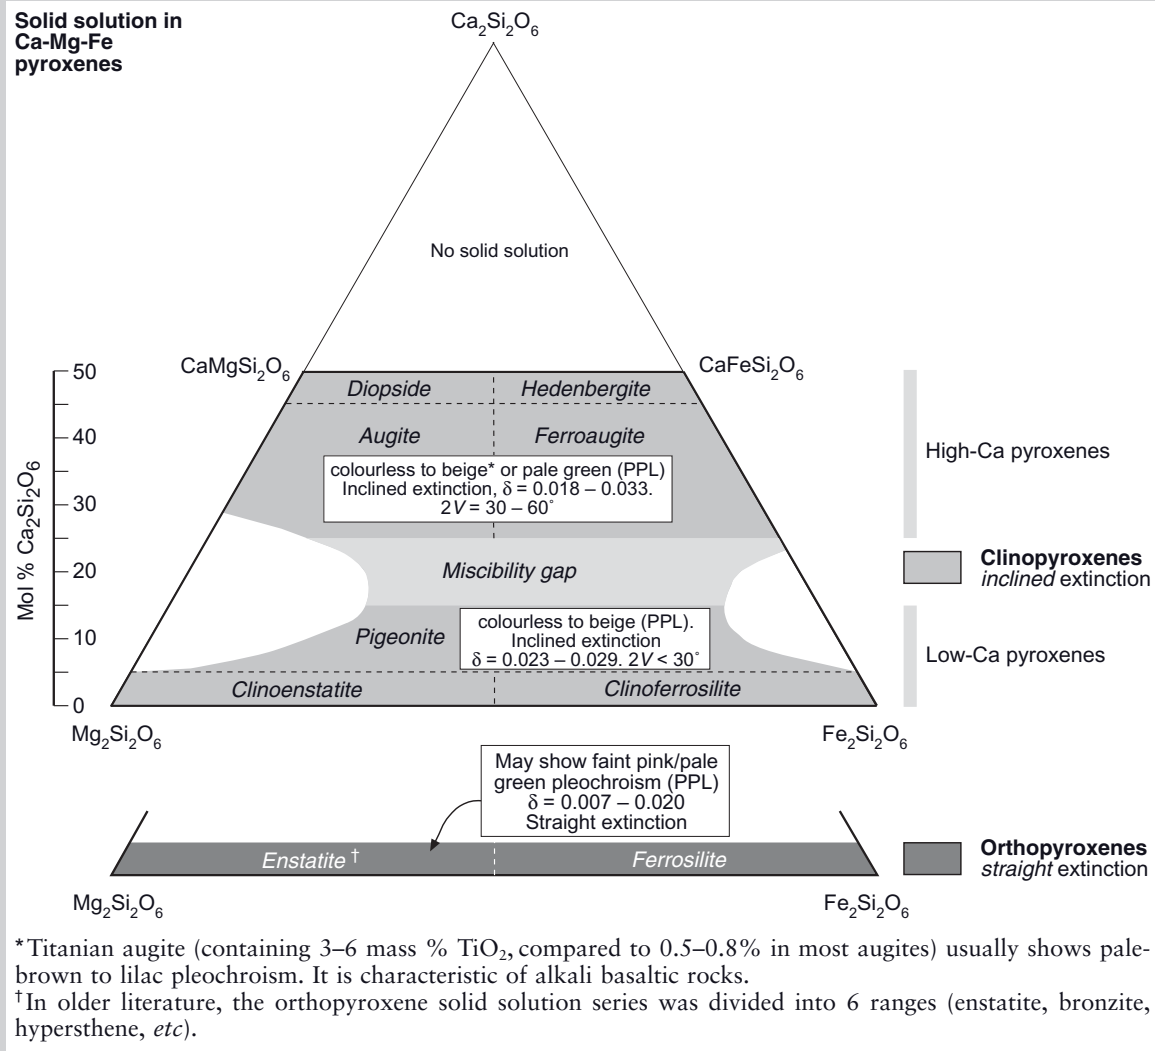 Solid solution in
Ca-Mg-Fe
pyroxenes
Ca₂Si₂O₆
No solid solution
CaMgSi₂O₆
CaFeSi₂O₆
Mol % Ca₂Si₂O₆
50
40
30
20
10
0
Diopside
Hedenbergite
Augite
Ferroaugite
colourless to beige* or pale green (PPL)
Inclined extinction, δ = 0.018 – 0.033.
2V = 30 – 60°
Miscibility gap
Pigeonite
colourless to beige (PPL).
Inclined extinction
δ = 0.023 – 0.029. 2V < 30°
Clinoenstatite
Clinoferrosilite
Mg₂Si₂O₆
Fe₂Si₂O₆
High-Ca pyroxenes
Clinopyroxenes
inclined extinction
Low-Ca pyroxenes
May show faint pink/pale
green pleochroism (PPL)
δ = 0.007 – 0.020
Straight extinction
Enstatite †
Ferrosilite
Orthopyroxenes
straight extinction
Mg₂Si₂O₆
Fe₂Si₂O₆
*Titanian augite (containing 3–6 mass % TiO₂, compared to 0.5–0.8% in most augites) usually shows pale-
brown to lilac pleochroism. It is characteristic of alkali basaltic rocks.
†In older literature, the orthopyroxene solid solution series was divided into 6 ranges (enstatite, bronzite,
hypersthene, etc).